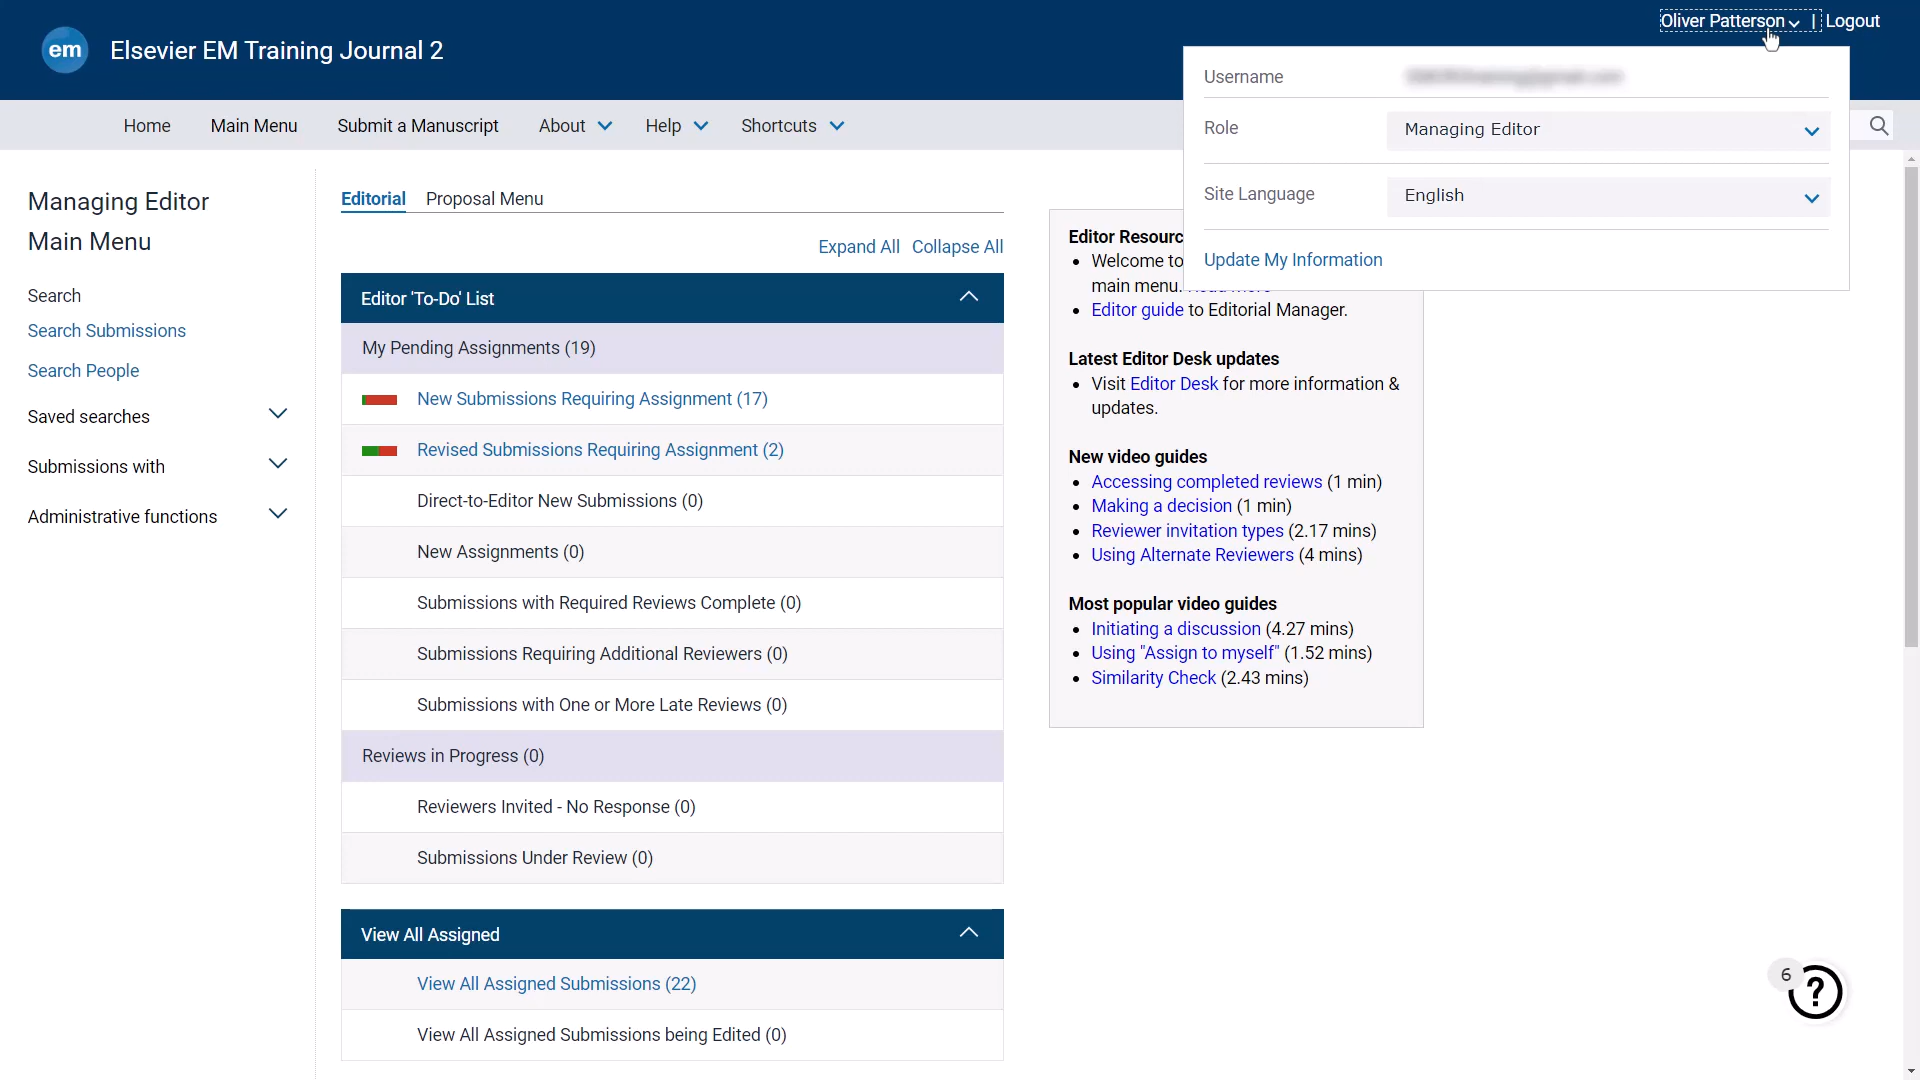 Oliver Patterson | Logout
em Elsevier EM Training Journal 2
Username
Role Managing Editor
Site Language English
Update My Information
Home Main Menu Submit a Manuscript About Help Shortcuts
Managing Editor
Main Menu
Search
Search Submissions
Search People
Saved searches
Submissions with
Administrative functions
Editorial Proposal Menu
Expand All Collapse All
Editor 'To-Do' List
My Pending Assignments (19)
New Submissions Requiring Assignment (17)
Revised Submissions Requiring Assignment (2)
Direct-to-Editor New Submissions (0)
New Assignments (0)
Submissions with Required Reviews Complete (0)
Submissions Requiring Additional Reviewers (0)
Submissions with One or More Late Reviews (0)
Reviews in Progress (0)
Reviewers Invited - No Response (0)
Submissions Under Review (0)
View All Assigned
View All Assigned Submissions (22)
View All Assigned Submissions being Edited (0)
Editor Resourc
Welcome to
main menu.
Editor guide to Editorial Manager.
Latest Editor Desk updates
Visit Editor Desk for more information &
updates.
New video guides
Accessing completed reviews (1 min)
Making a decision (1 min)
Reviewer invitation types (2.17 mins)
Using Alternate Reviewers (4 mins)
Most popular video guides
Initiating a discussion (4.27 mins)
Using "Assign to myself" (1.52 mins)
Similarity Check (2.43 mins)
6
?